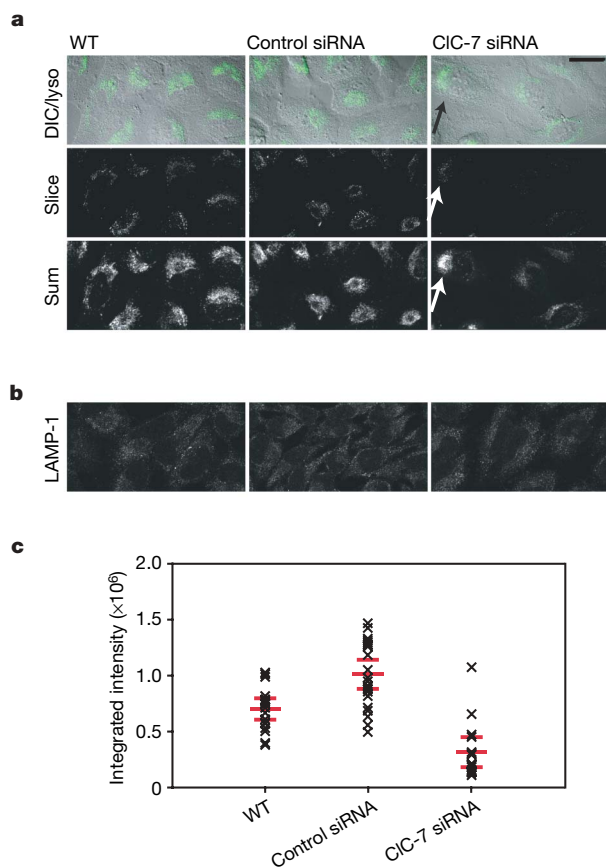 a
WT Control siRNA ClC-7 siRNA
DIC/lyso
Slice
Sum
b
LAMP-1
c
Integrated intensity (×10⁶)
2.0
1.5
1.0
0.5
0
WT
Control siRNA
ClC-7 siRNA